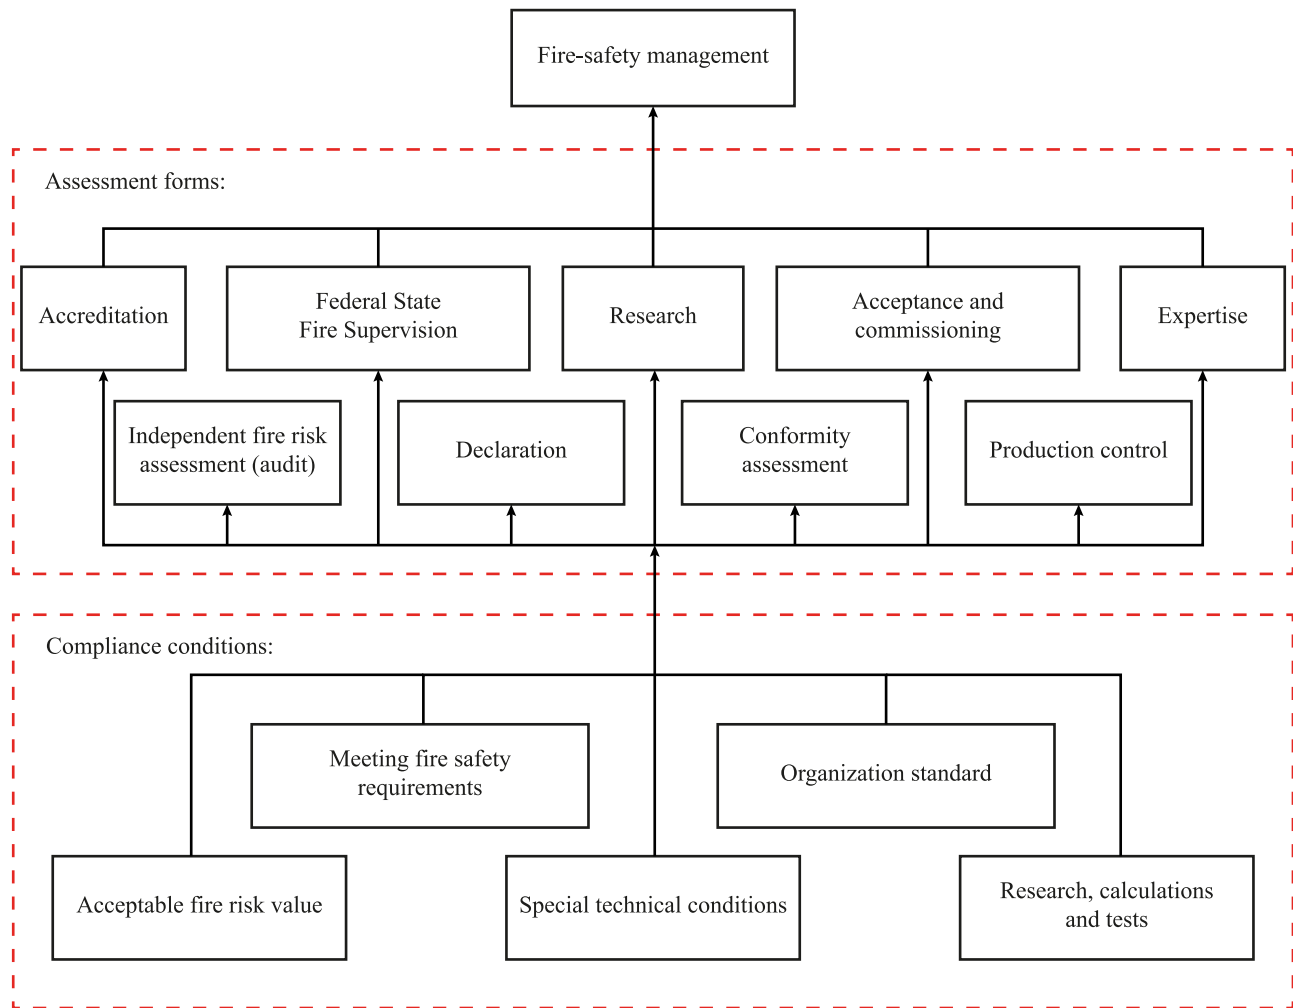 Fire-safety management
Assessment forms:
Accreditation
Federal State
Fire Supervision
Research
Acceptance and
commissioning
Expertise
Independent fire risk
assessment (audit)
Declaration
Conformity
assessment
Production control
Compliance conditions:
Meeting fire safety
requirements
Organization standard
Acceptable fire risk value
Special technical conditions
Research, calculations
and tests